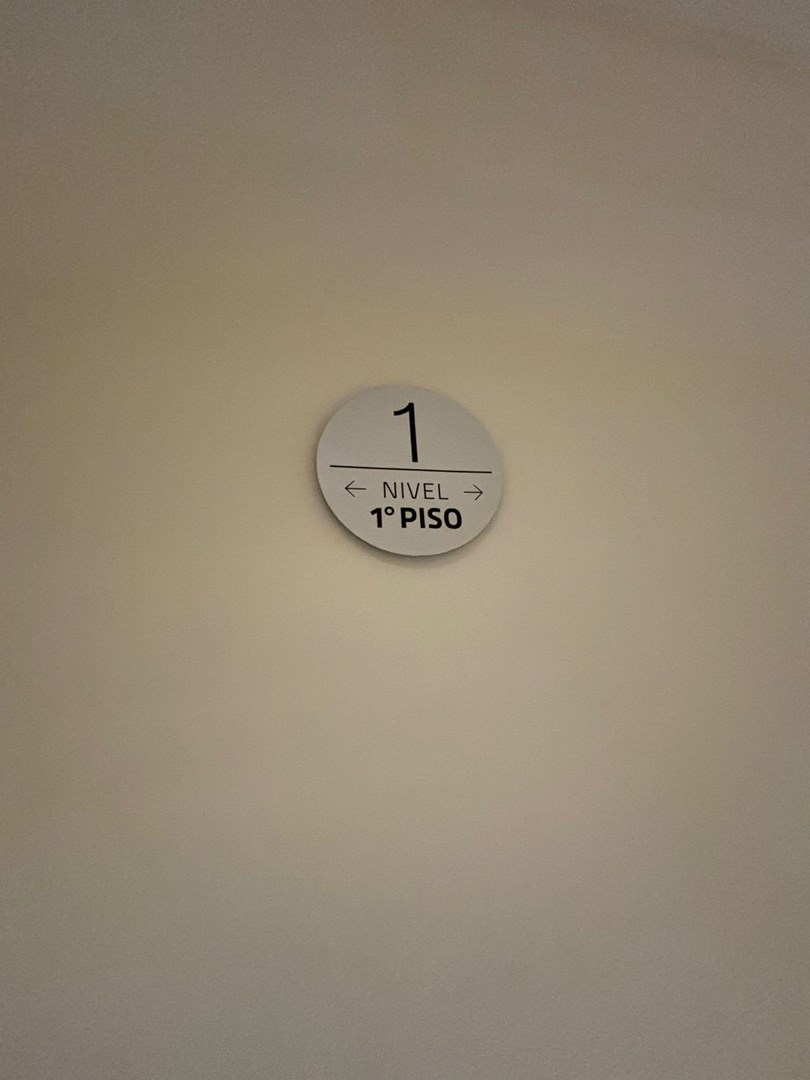 1
← NIVEL →
1° PISO